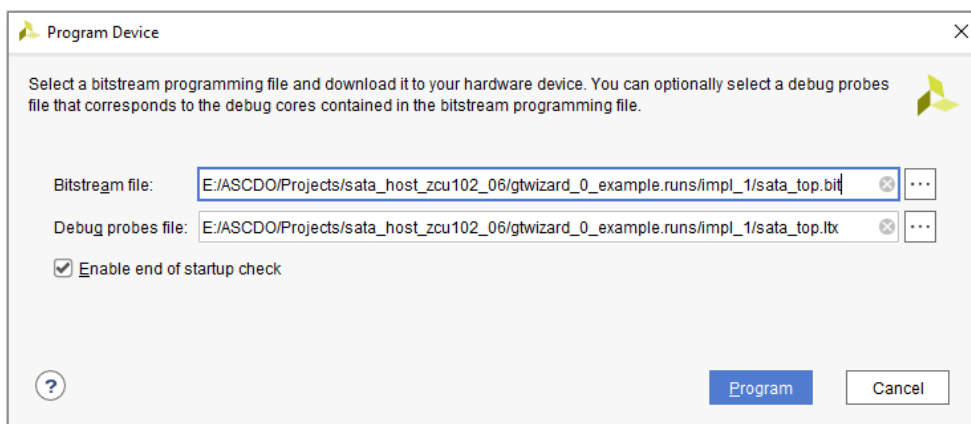 Program Device
Select a bitstream programming file and download it to your hardware device. You can optionally select a debug probes
file that corresponds to the debug cores contained in the bitstream programming file.
Bitstream file: E:/ASCDO/Projects/sata_host_zcu102_06/gtwizard_0_example.runs/impl_1/sata_top.bit ...
Debug probes file: E:/ASCDO/Projects/sata_host_zcu102_06/gtwizard_0_example.runs/impl_1/sata_top.ltx ...
Enable end of startup check
? Program Cancel